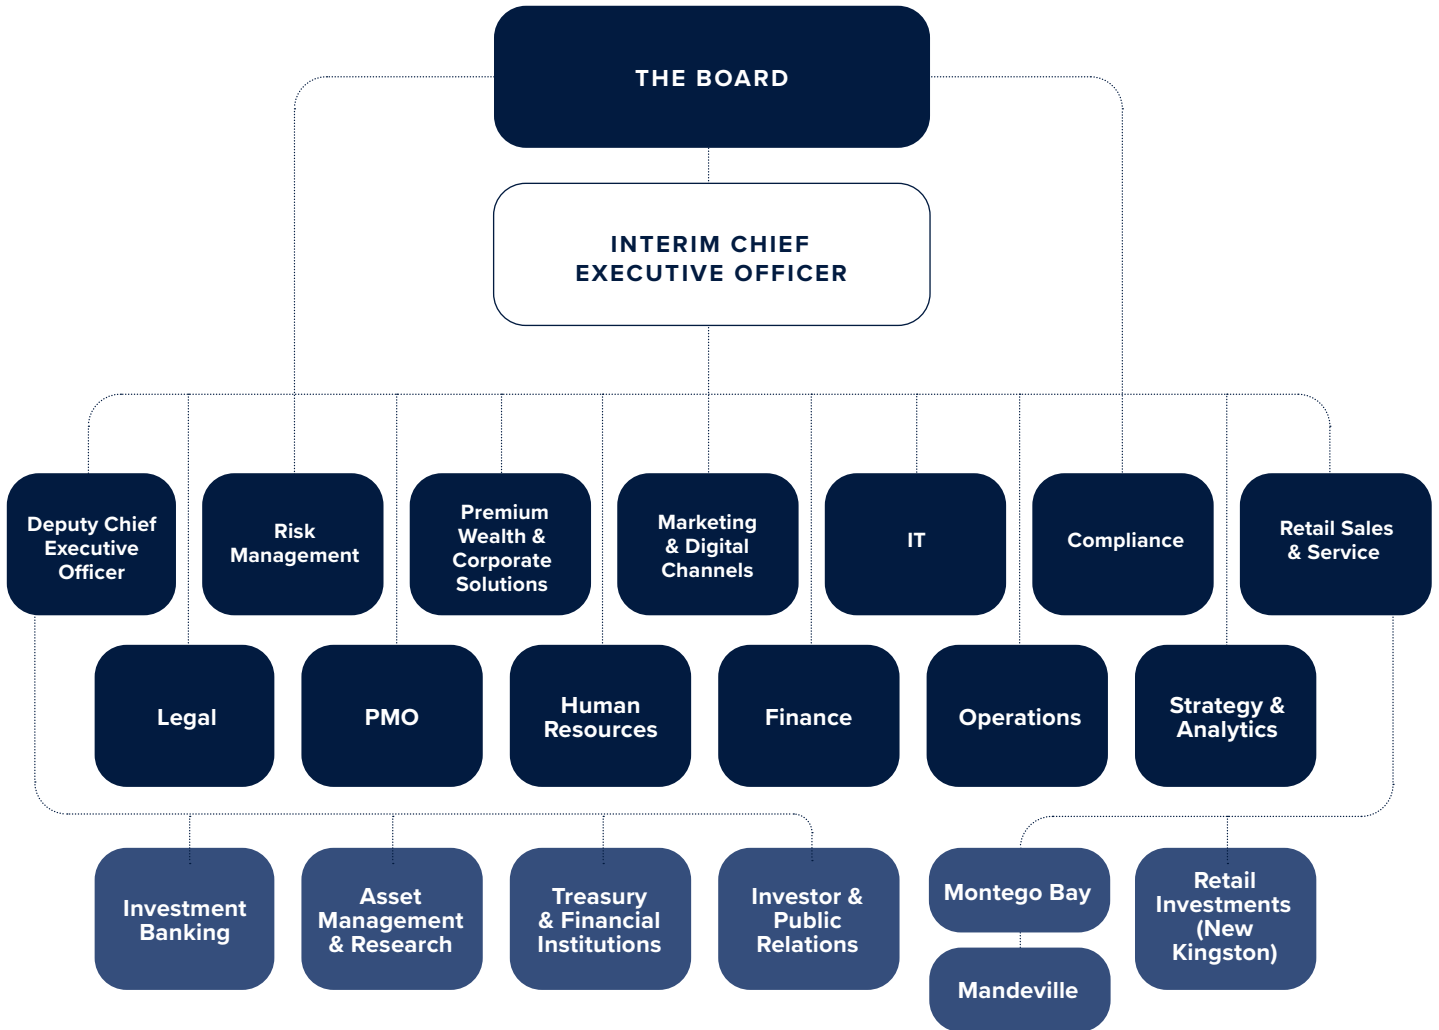 THE BOARD
INTERIM CHIEF
EXECUTIVE OFFICER
Deputy Chief
Executive
Officer
Risk
Management
Premium
Wealth &
Corporate
Solutions
Marketing
& Digital
Channels
IT
Compliance
Retail Sales
& Service
Legal
PMO
Human
Resources
Finance
Operations
Strategy &
Analytics
Investment
Banking
Asset
Management
& Research
Treasury
& Financial
Institutions
Investor &
Public
Relations
Montego Bay
Mandeville
Retail
Investments
(New
Kingston)